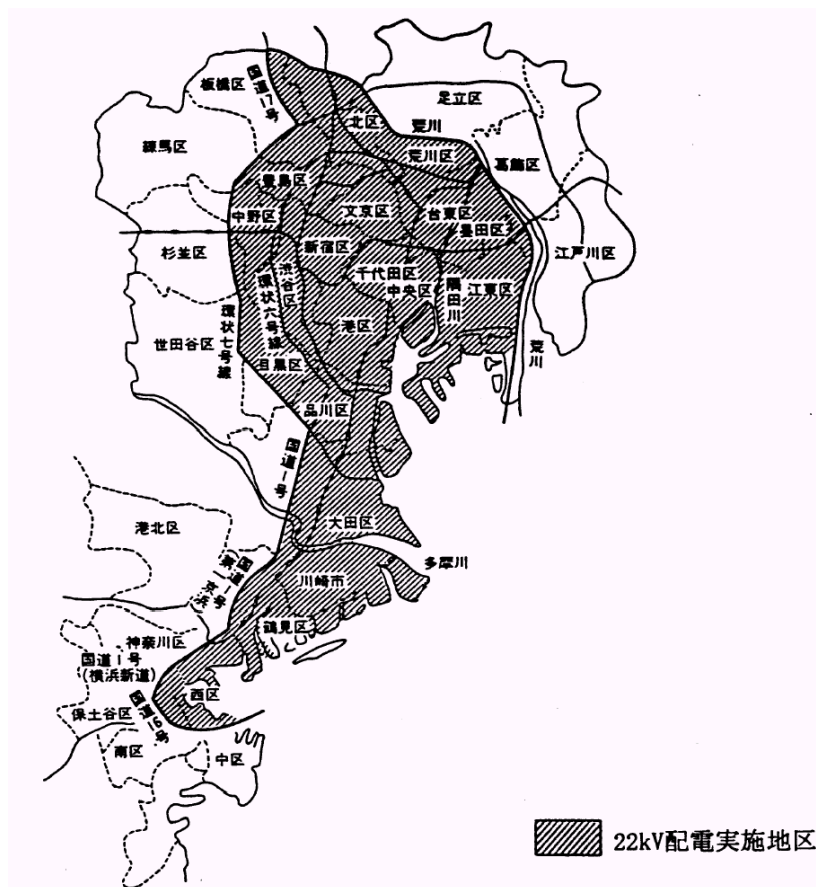 板橋区
国道17号
足立区
北区
荒川
練馬区
荒川区
葛飾区
豊島区
中野区
文京区
台東区
墨田区
杉並区
新宿区
江戸川区
渋谷区
千代田区
中央区
隅田川
江東区
環状六号線
環状七号線
港区
世田谷区
目黒区
荒川
品川区
国道1号
大田区
港北区
多摩川
国道1号
(第一京浜)
川崎市
鶴見区
神奈川区
国道1号
(横浜新道)
西区
保土谷区
国道16号
南区
中区
22kV配電実施地区